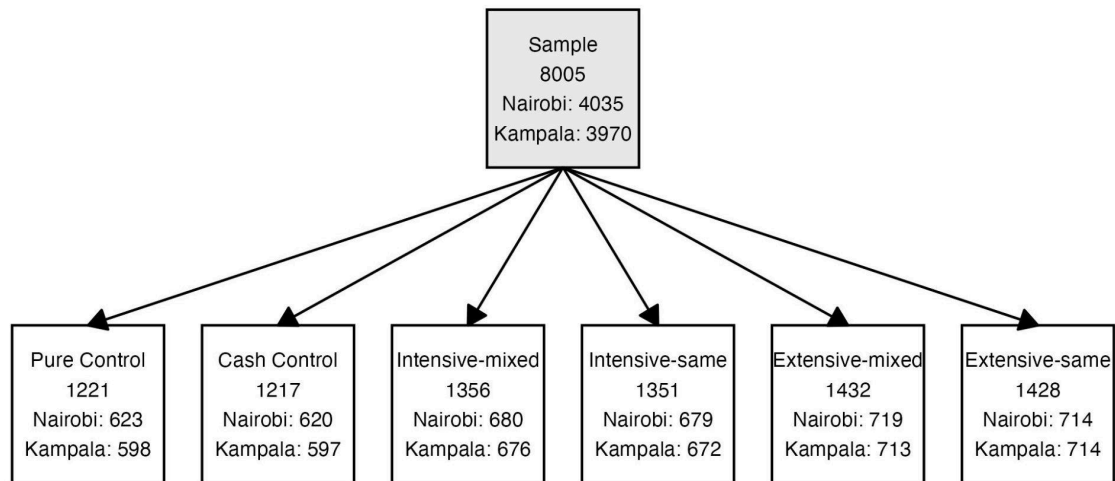 Sample
8005
Nairobi: 4035
Kampala: 3970
Pure Control
1221
Nairobi: 623
Kampala: 598
Cash Control
1217
Nairobi: 620
Kampala: 597
Intensive-mixed
1356
Nairobi: 680
Kampala: 676
Intensive-same
1351
Nairobi: 679
Kampala: 672
Extensive-mixed
1432
Nairobi: 719
Kampala: 713
Extensive-same
1428
Nairobi: 714
Kampala: 714